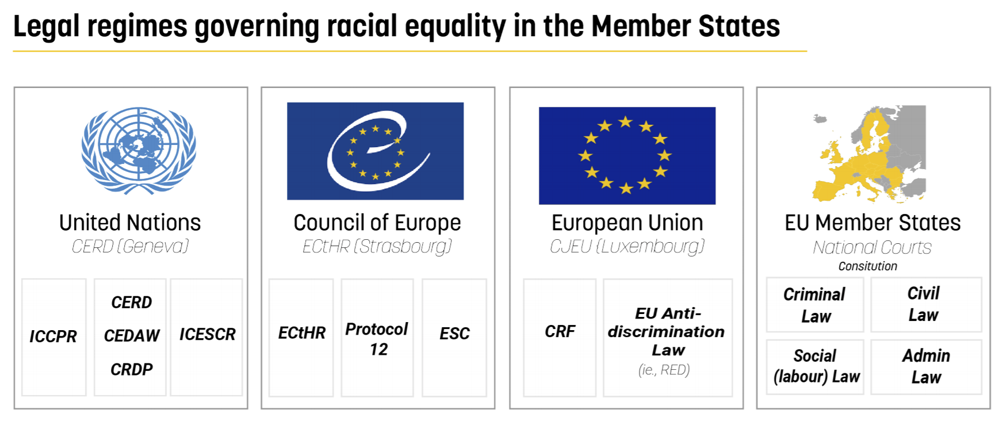 Legal regimes governing racial equality in the Member States
United Nations
CERD (Geneva)
ICCPR
CERD
CEDAW
CRDP
ICESCR
Council of Europe
ECtHR (Strasbourg)
ECtHR
Protocol
12
ESC
European Union
CJEU (Luxembourg)
CRF
EU Anti-
discrimination
Law
(ie., RED)
EU Member States
National Courts
Consitution
Criminal
Law
Civil
Law
Social
(labour) Law
Admin
Law